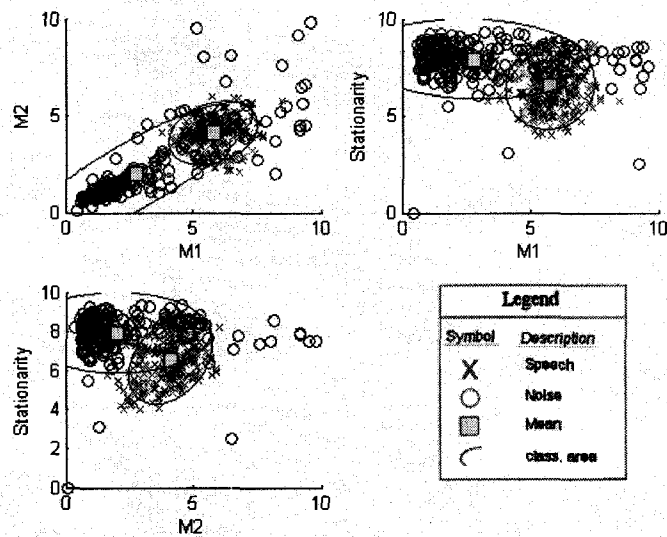 10
M2
5
0
0
5
10
M1
10
Stationarity
5
0
0
5
10
M1
10
8
Stationarity
6
4
2
0
0
5
10
M2
Legend
Symbol Description
Speech
Noise
Mean
class. area